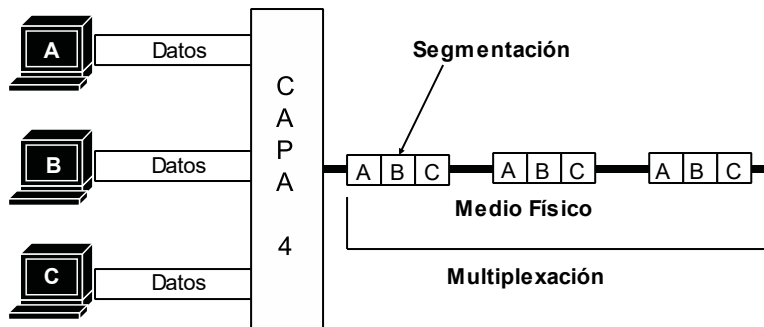 A
Datos
B
Datos
C
Datos
C
A
P
A
4
Segmentación
A B C
A B C
A B C
Medio Físico
Multiplexación